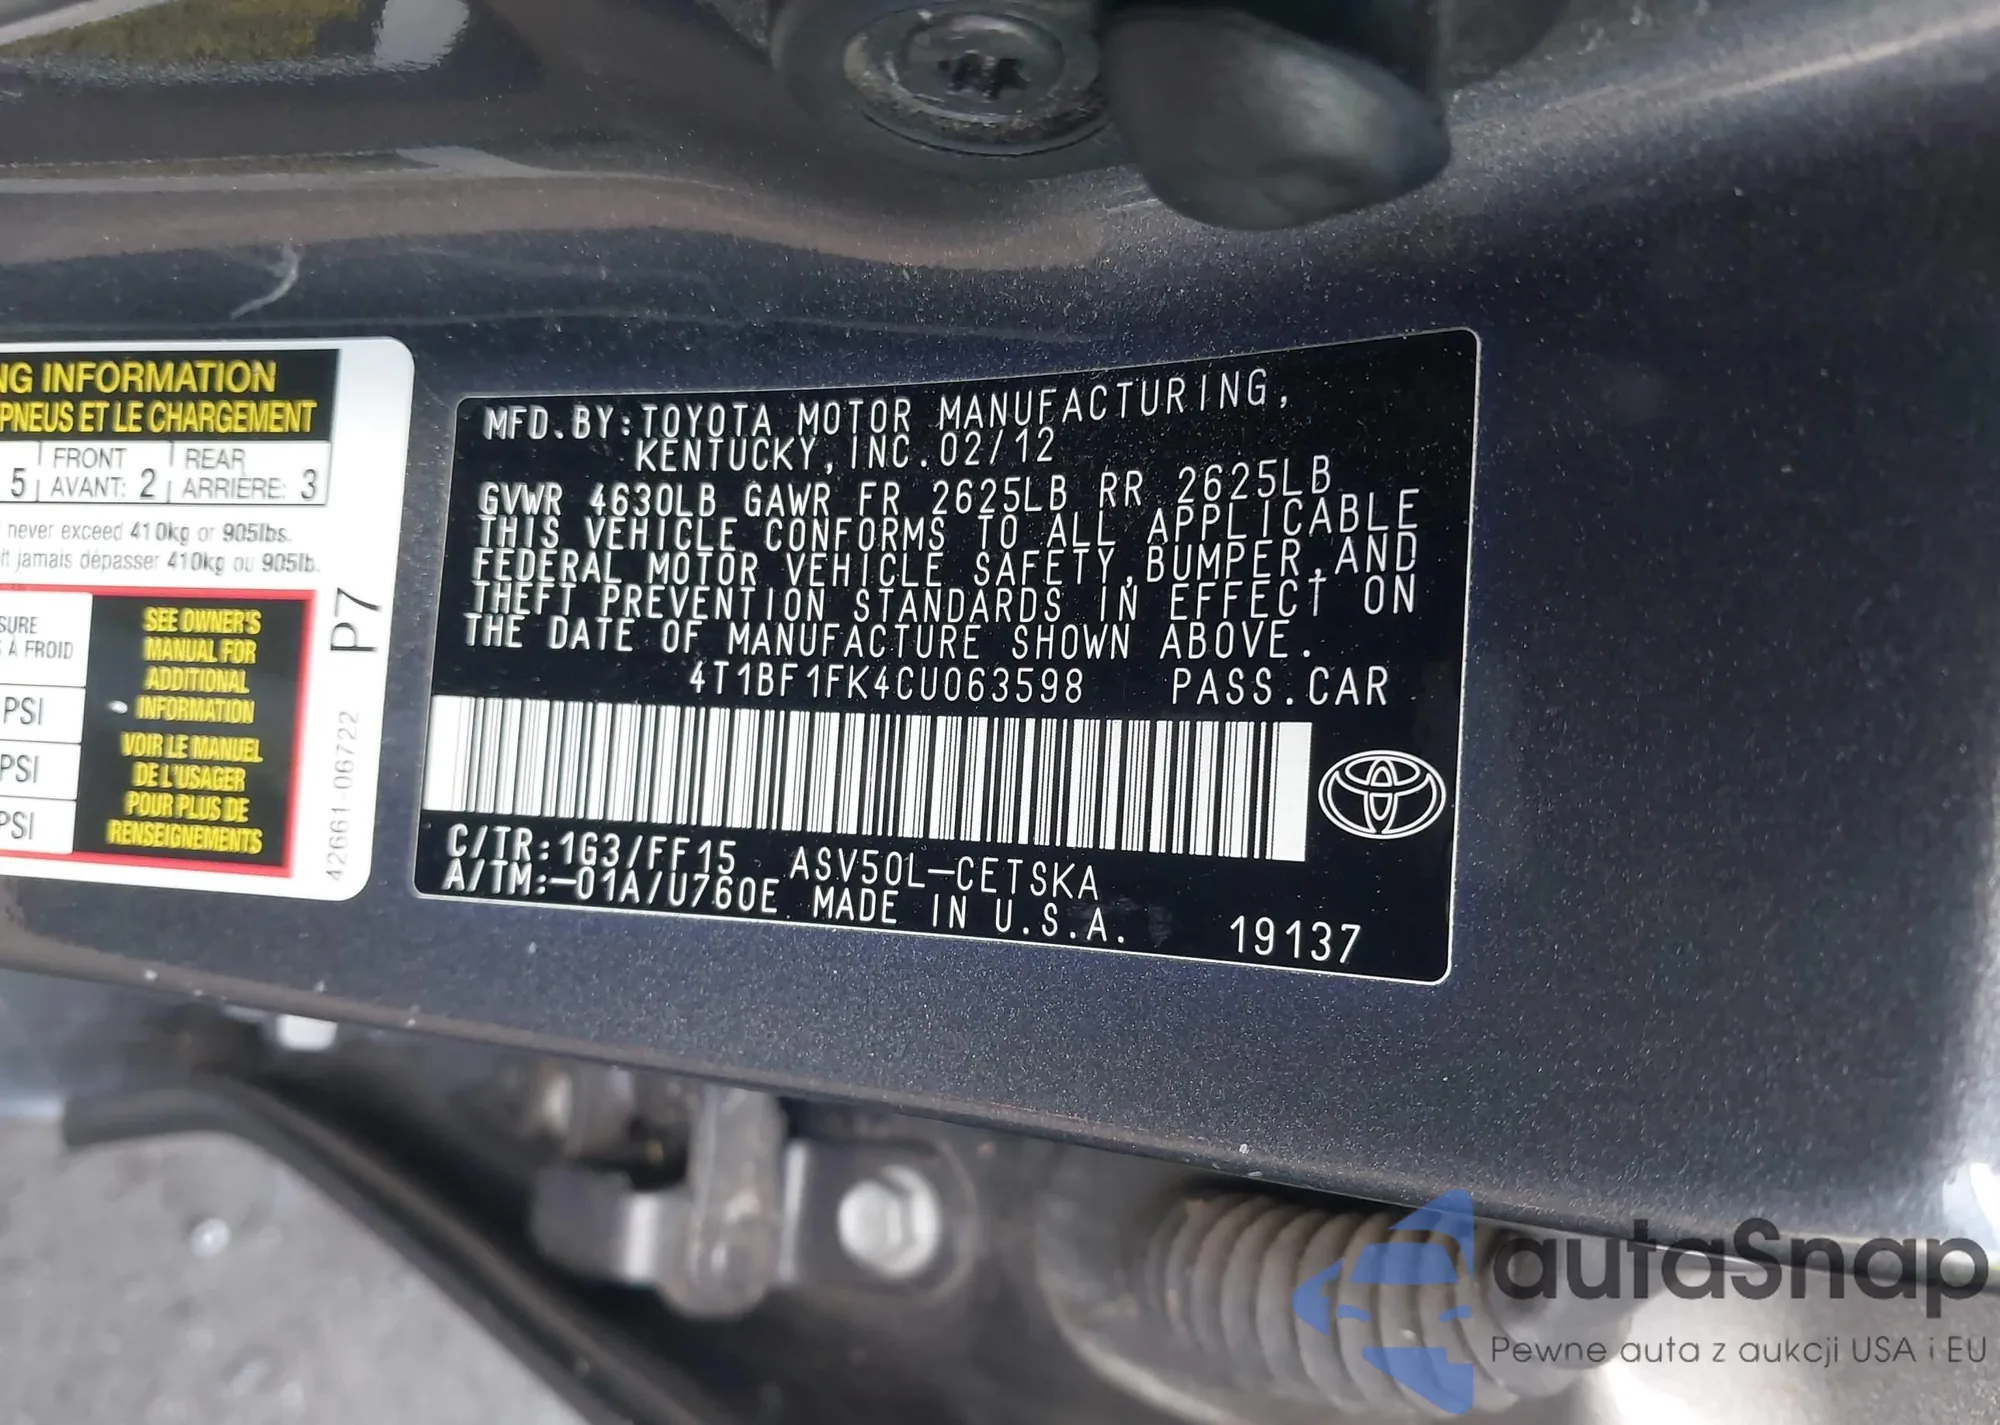 NG INFORMATION
PNEUS ET LE CHARGEMENT
5 FRONT AVANT: 2 REAR ARRIÈRE: 3
never exceed 410kg or 905lbs.
it jamais dépasser 410kg ou 905lb.
SURE
À FROID
PSI
PSI
PSI
SEE OWNER'S
MANUAL FOR
ADDITIONAL
INFORMATION
VOIR LE MANUEL
DE L'USAGER
POUR PLUS DE
RENSEIGNEMENTS
P7
42661-06722
MFD.BY:TOYOTA MOTOR MANUFACTURING,
KENTUCKY,INC.02/12
GVWR 4630LB GAWR FR 2625LB RR 2625LB
THIS VEHICLE CONFORMS TO ALL APPLICABLE
FEDERAL MOTOR VEHICLE SAFETY,BUMPER,AND
THEFT PREVENTION STANDARDS IN EFFECT ON
THE DATE OF MANUFACTURE SHOWN ABOVE.
4T1BF1FK4CU063598 PASS.CAR
C/TR:1G3/FF15 ASV50L-CETSKA
A/TM:-01A/U760E MADE IN U.S.A. 19137
autaSnap
Pewne auta z aukcji USA i EU